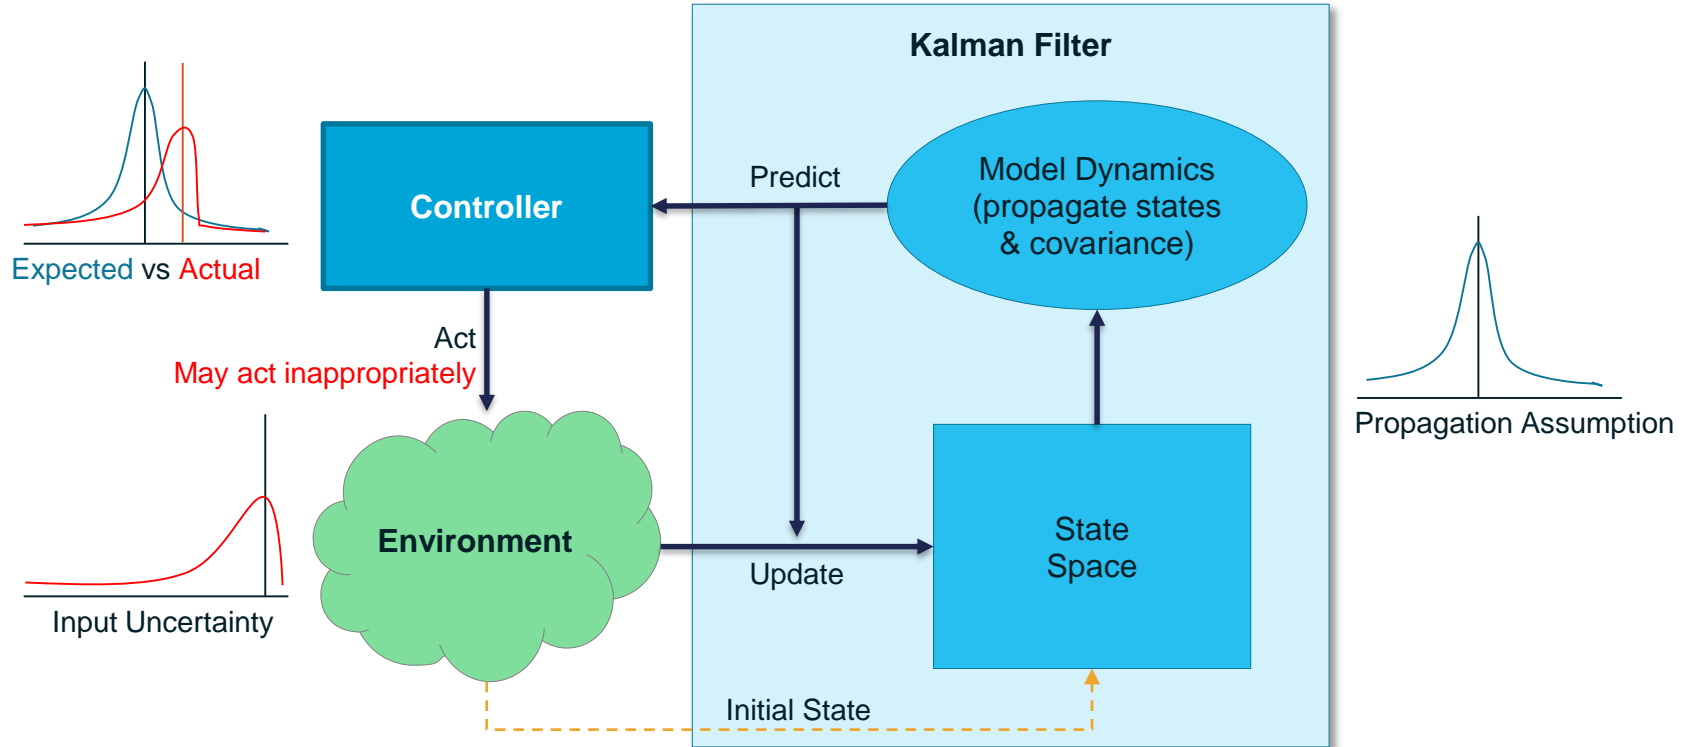 Kalman Filter
Expected vs Actual
Controller
Predict
Model Dynamics
(propagate states
& covariance)
Act
May act inappropriately
Propagation Assumption
Input Uncertainty
Environment
Update
State
Space
Initial State